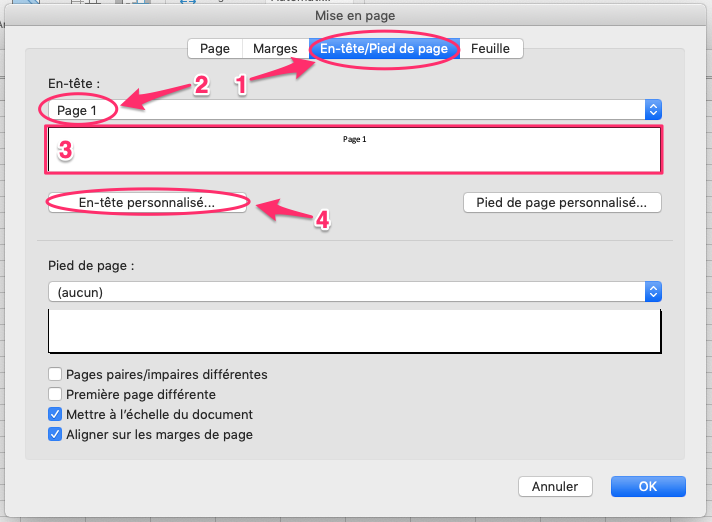 Automati...
Mise en page
Page
Marges
En-tête/Pied de page
Feuille
En-tête :
2
1
Page 1
3
Page 1
En-tête personnalisé...
Pied de page personnalisé...
4
Pied de page :
(aucun)
Pages paires/impaires différentes
Première page différente
Mettre à l'échelle du document
Aligner sur les marges de page
Annuler
OK